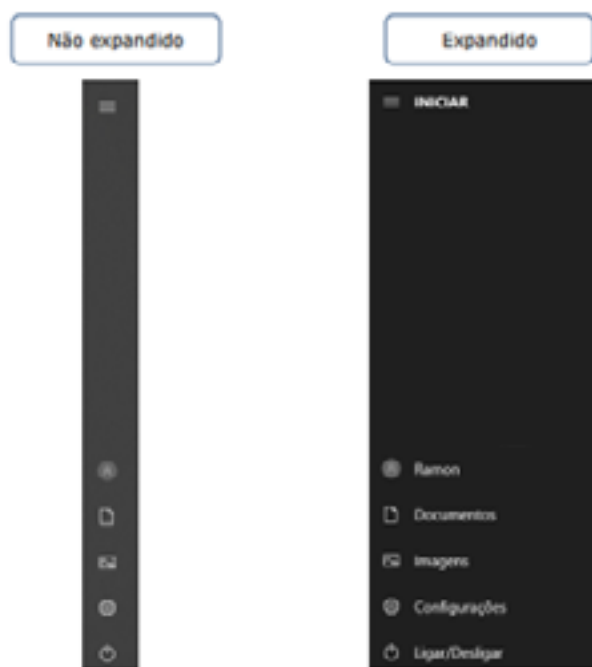 Não expandido
Expandido
INICIAR
Ramon
Documentos
Imagens
Configurações
Ligar/Desligar